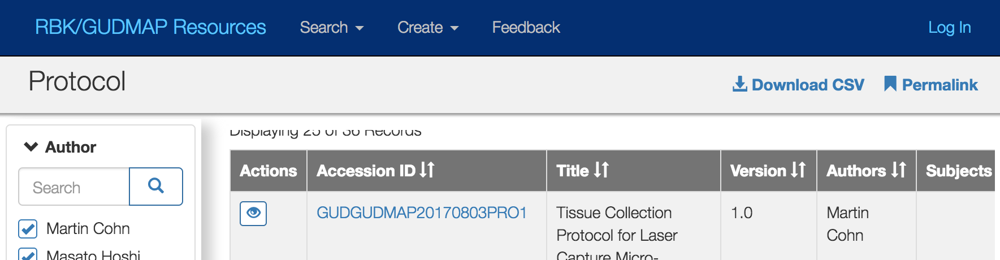 RBK/GUDMAP Resources Search Create Feedback Log In
Protocol Download CSV Permalink
Displaying 25 of 36 Records
Author
Search
Martin Cohn
Masato Hoshi
Actions Accession ID Title Version Authors Subjects
GUDGUDMAP20170803PRO1 Tissue Collection 1.0 Martin
Protocol for Laser Cohn
Capture Micro-